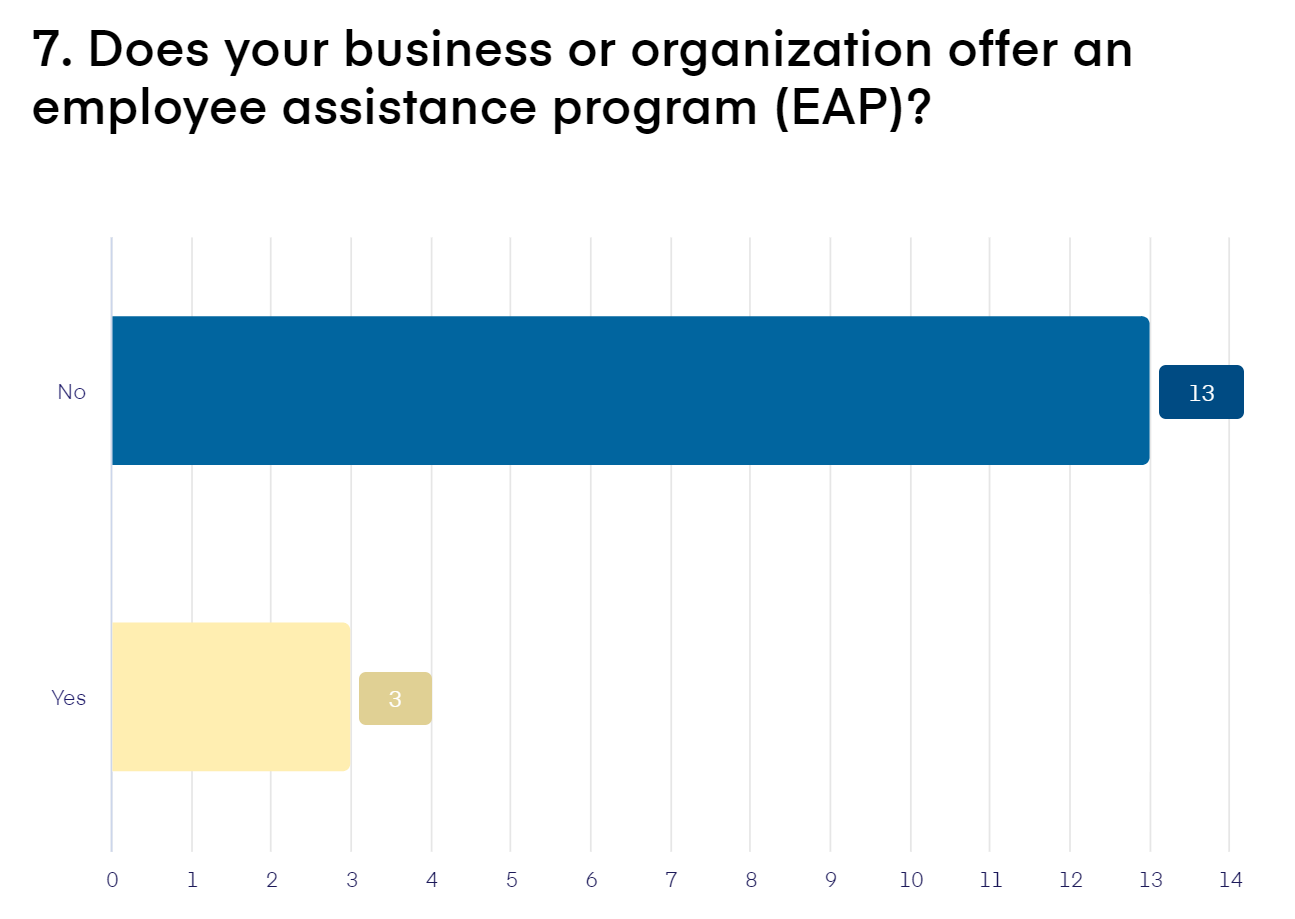 7. Does your business or organization offer an
employee assistance program (EAP)?
No
13
Yes
3
0 1 2 3 4 5 6 7 8 9 10 11 12 13 14